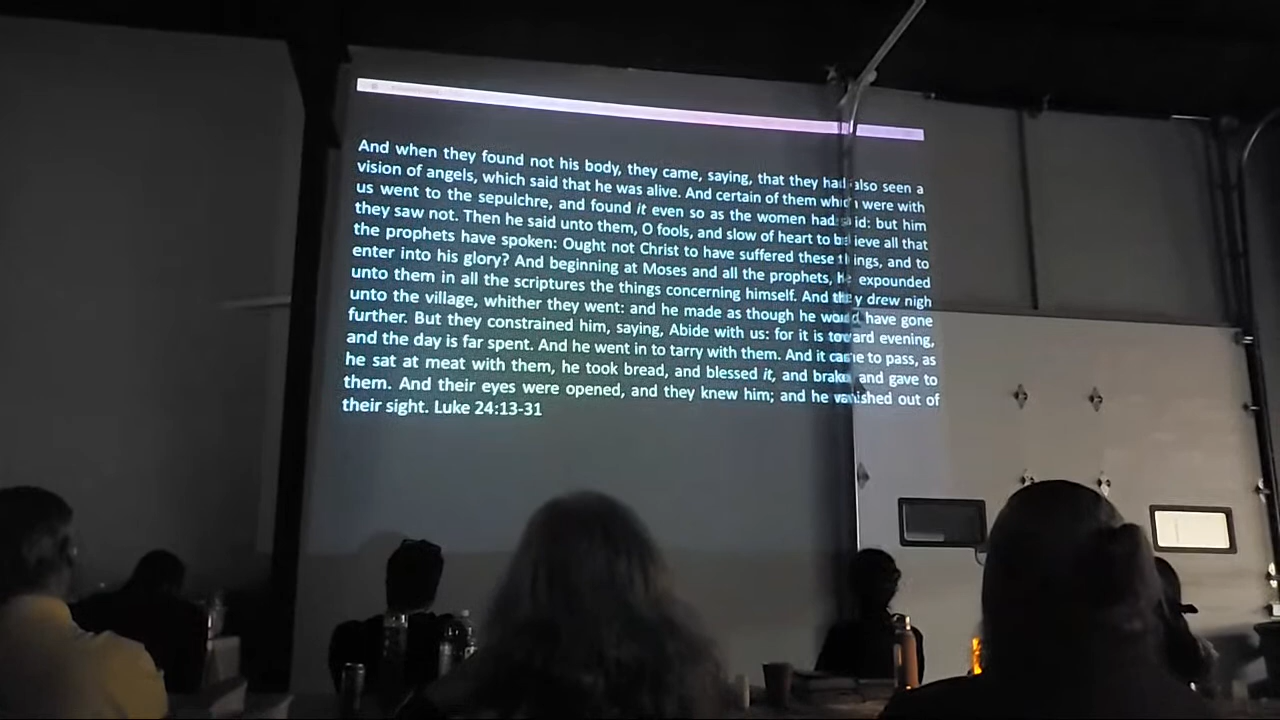 And when they found not his body, they came, saying, that they had also seen a
vision of angels, which said that he was alive. And certain of them which were with
us went to the sepulchre, and found it even so as the women had said: but him
they saw not. Then he said unto them, O fools, and slow of heart to believe all that
the prophets have spoken: Ought not Christ to have suffered these things, and to
enter into his glory? And beginning at Moses and all the prophets, he expounded
unto them in all the scriptures the things concerning himself. And they drew nigh
unto the village, whither they went: and he made as though he would have gone
further. But they constrained him, saying, Abide with us: for it is toward evening,
and the day is far spent. And he went in to tarry with them. And it came to pass, as
he sat at meat with them, he took bread, and blessed it, and brake, and gave to
them. And their eyes were opened, and they knew him; and he vanished out of
their sight. Luke 24:13-31